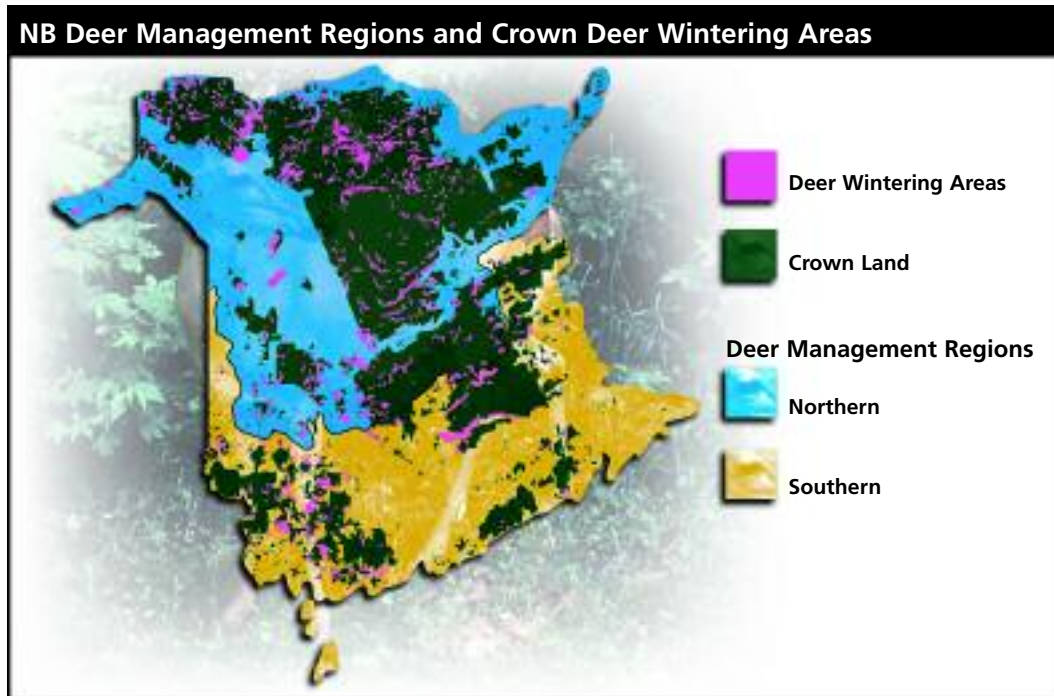 NB Deer Management Regions and Crown Deer Wintering Areas
Deer Wintering Areas
Crown Land
Deer Management Regions
Northern
Southern